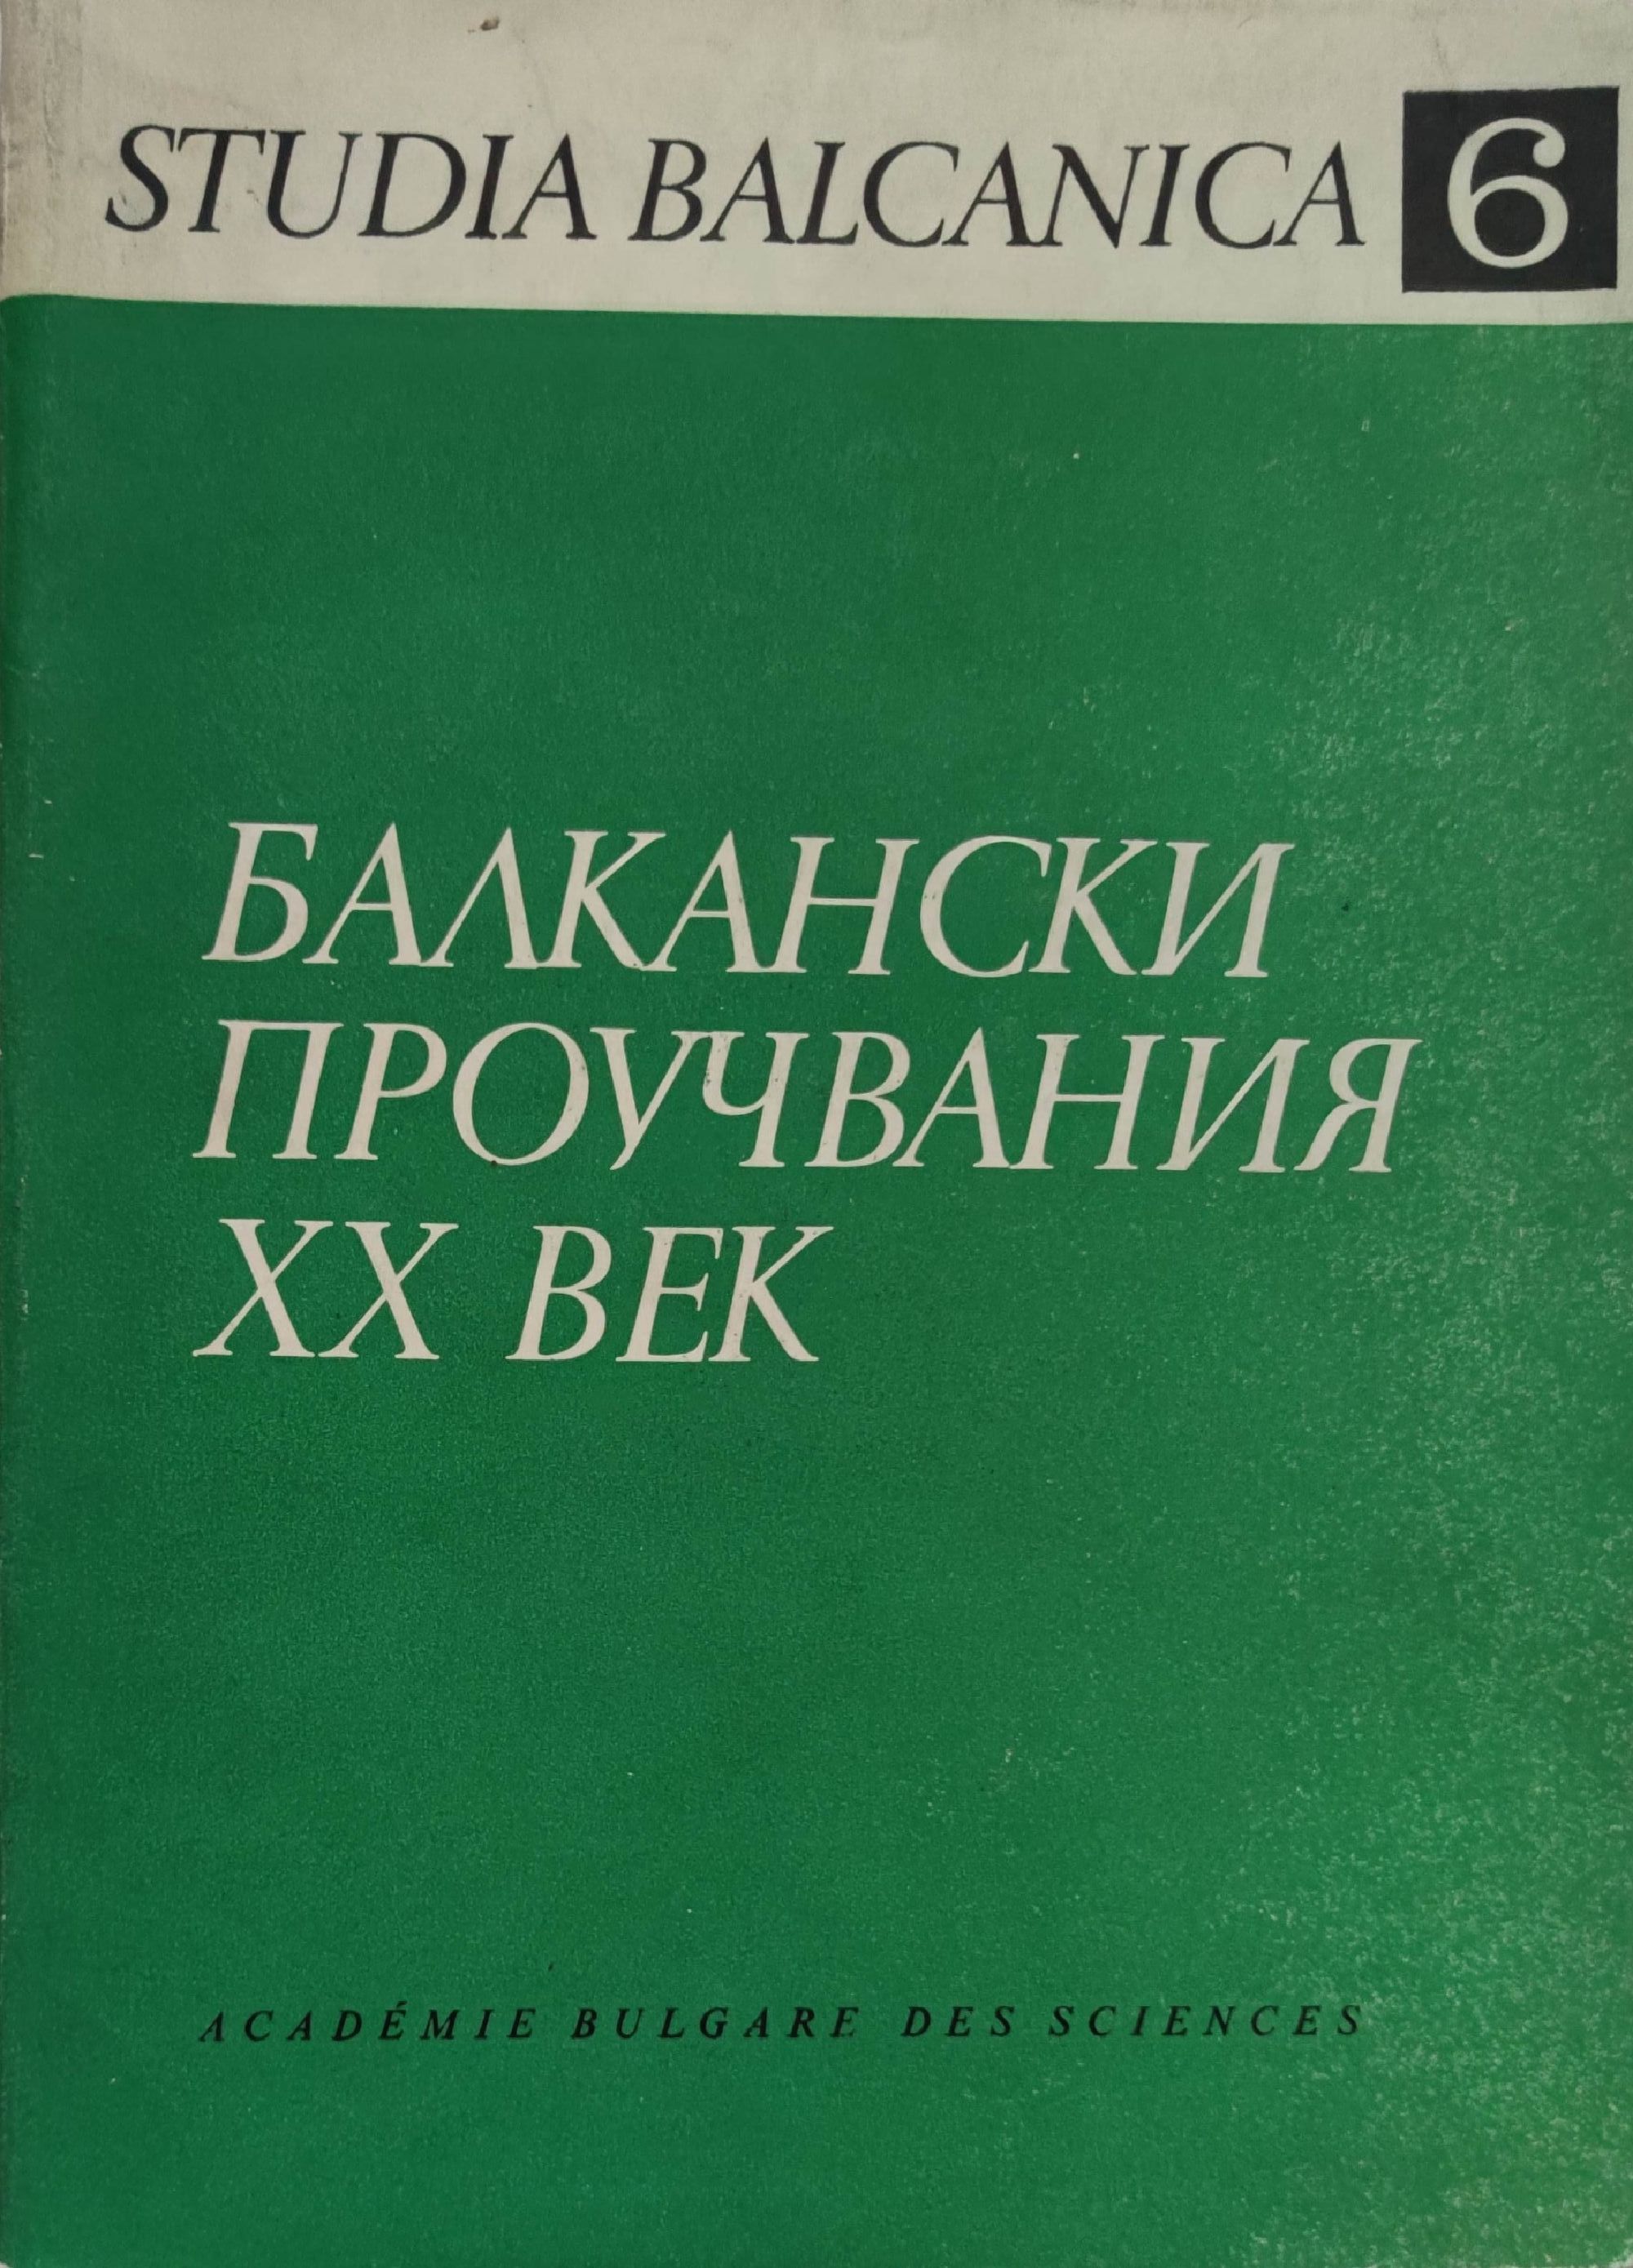 STUDIA BALCANICA 6
БАЛКАНСКИ
ПРОУЧВАНИЯ
XX ВЕК
ACADÉMIE BULGARE DES SCIENCES